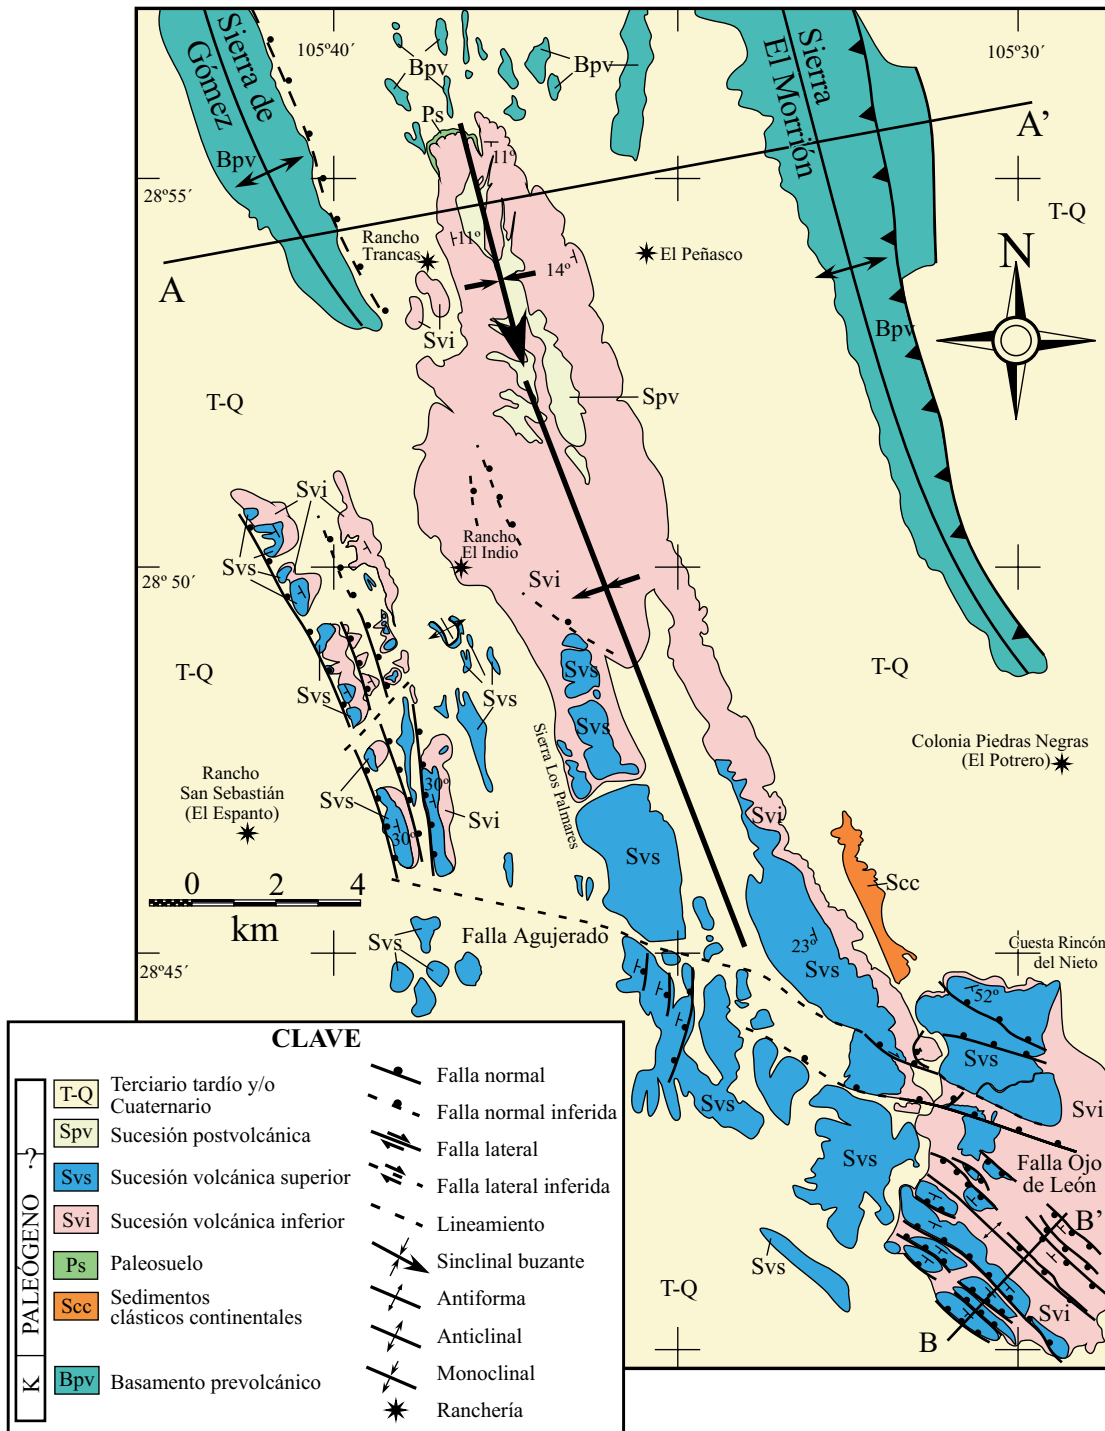 Sierra de
Gómez
105º40´
105º30´
Sierra
El Morrión
Bpv
Bpv
Ps
A’
11º
Bpv
28º55´
T-Q
Rancho
Trancas
11º
El Peñasco
N
14º
A
Svi
Bpv
T-Q
Spv
Svi
Rancho
El Indio
Svs
28º 50´
Svi
T-Q
T-Q
Svs
Svs
Svs
Svs
Sierra Los Palmares
Colonia Piedras Negras
(El Potrero)
Rancho
San Sebastián
(El Espanto)
Svs
30º
Svi
Svi
30º
Svs
Scc
0 2 4
km
Svs
Falla Agujerado
23º
Svs
Cuesta Rincón
del Nieto
28º45´
52º
Svs
Svs
Svi
Svs
Falla Ojo
de León
B’
Svs
T-Q
Svi
B
CLAVE
K
PALEÓGENO
?
T-Q
Terciario tardío y/o
Cuaternario
Spv
Sucesión postvolcánica
Svs
Sucesión volcánica superior
Svi
Sucesión volcánica inferior
Ps
Paleosuelo
Scc
Sedimentos
clásticos continentales
Bpv
Basamento prevolcánico
Falla normal
Falla normal inferida
Falla lateral
Falla lateral inferida
Lineamiento
Sinclinal buzante
Antiforma
Anticlinal
Monoclinal
Ranchería